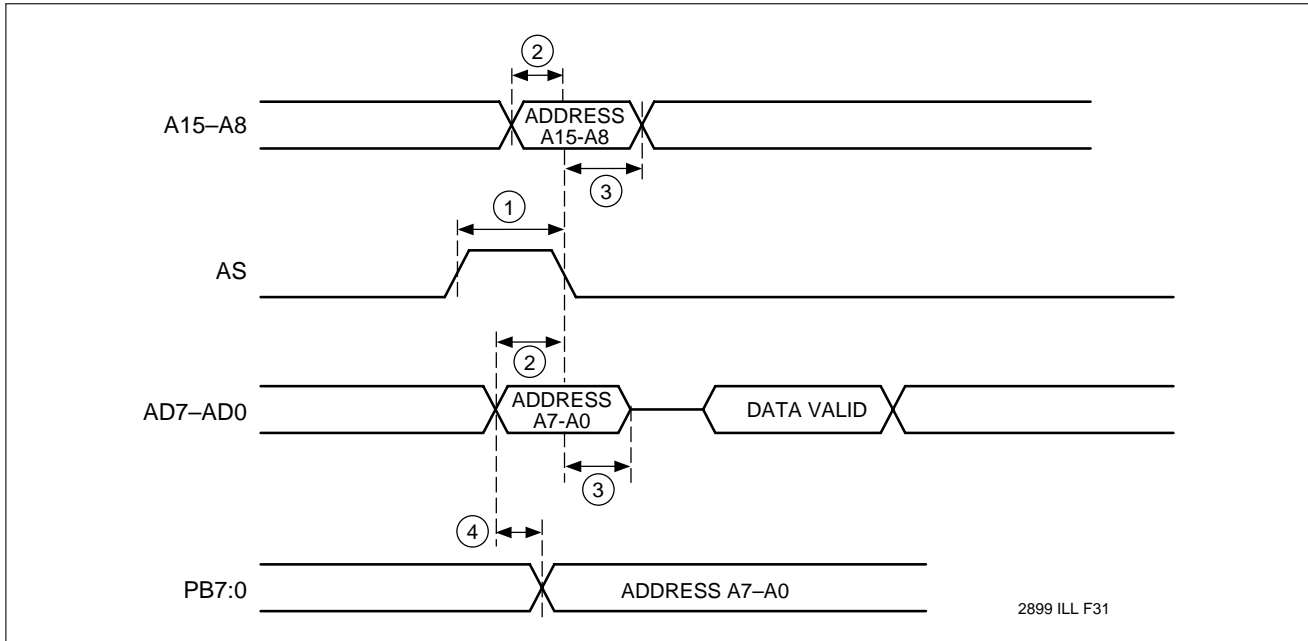 2
A15–A8
ADDRESS
A15-A8
3
1
AS
2
AD7–AD0
ADDRESS
A7-A0
DATA VALID
3
4
PB7:0
ADDRESS A7–A0
2899 ILL F31